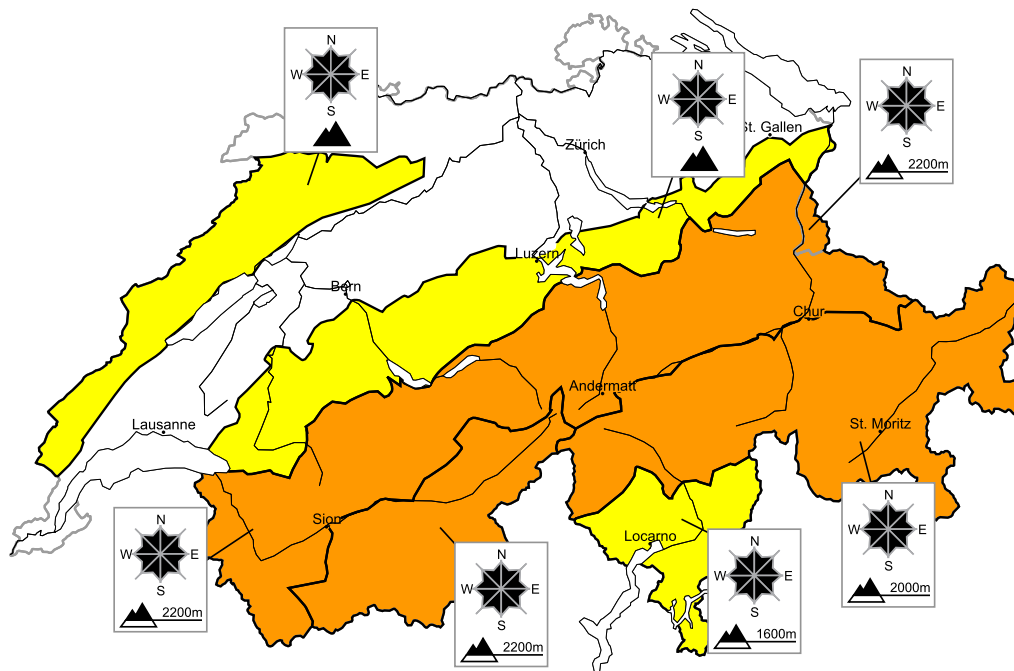 N
W E
S
N
W E
S
N
W E
S
2200m
St. Gallen
Zürich
Luzern
Bern
Chur
Andermatt
Lausanne
St. Moritz
Sion
Locarno
N
W E
S
2200m
N
W E
S
2200m
N
W E
S
1600m
N
W E
S
2000m